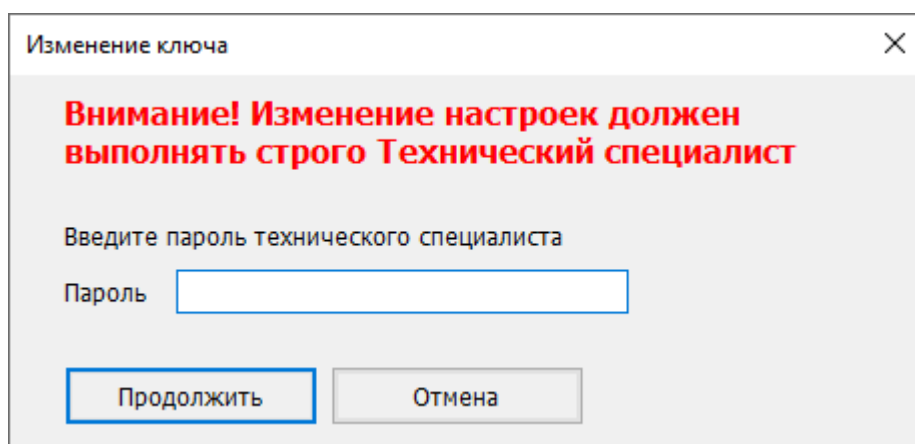 Изменение ключа
Внимание! Изменение настроек должен
выполнять строго Технический специалист
Введите пароль технического специалиста
Пароль
Продолжить Отмена